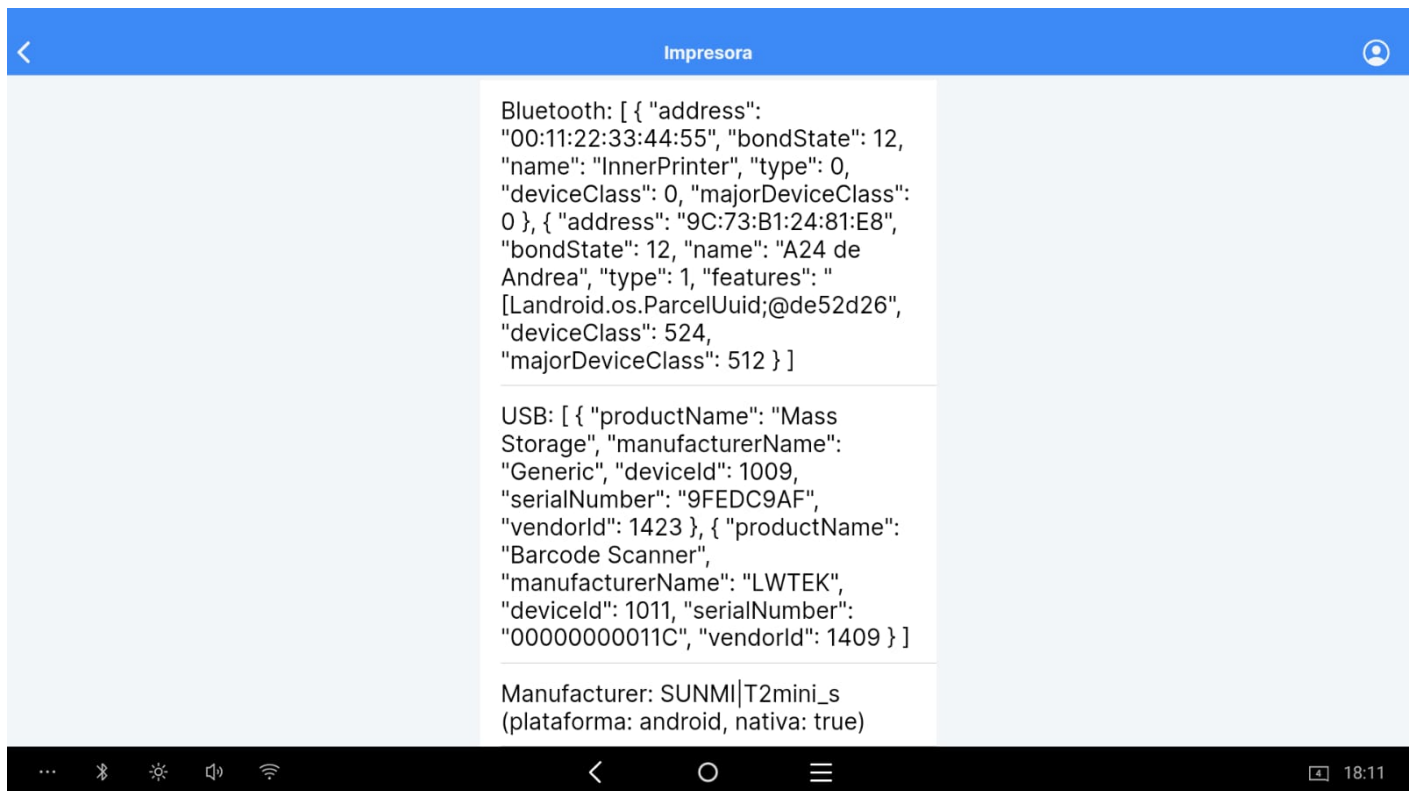 Impresora
Bluetooth: [ { "address":
"00:11:22:33:44:55", "bondState": 12,
"name": "InnerPrinter", "type": 0,
"deviceClass": 0, "majorDeviceClass":
0 }, { "address": "9C:73:B1:24:81:E8",
"bondState": 12, "name": "A24 de
Andrea", "type": 1, "features": "
[Landroid.os.ParcelUuid;@de52d26",
"deviceClass": 524,
"majorDeviceClass": 512 } ]
USB: [ { "productName": "Mass
Storage", "manufacturerName":
"Generic", "deviceId": 1009,
"serialNumber": "9FEDC9AF",
"vendorId": 1423 }, { "productName":
"Barcode Scanner",
"manufacturerName": "LWTEK",
"deviceId": 1011, "serialNumber":
"00000000011C", "vendorId": 1409 } ]
Manufacturer: SUNMI|T2mini_s
(plataforma: android, nativa: true)
4 18:11